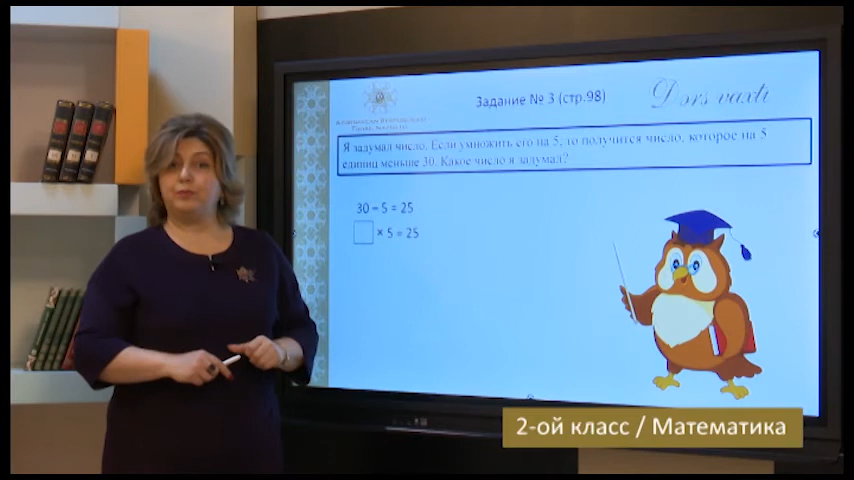 Задание № 3 (стр.98)
Dərs vaxtı
Я задумал число. Если умножить его на 5, то получится число, которое на 5
единиц меньше 30. Какое число я задумал?
30 – 5 = 25
× 5 = 25
2-ой класс / Математика